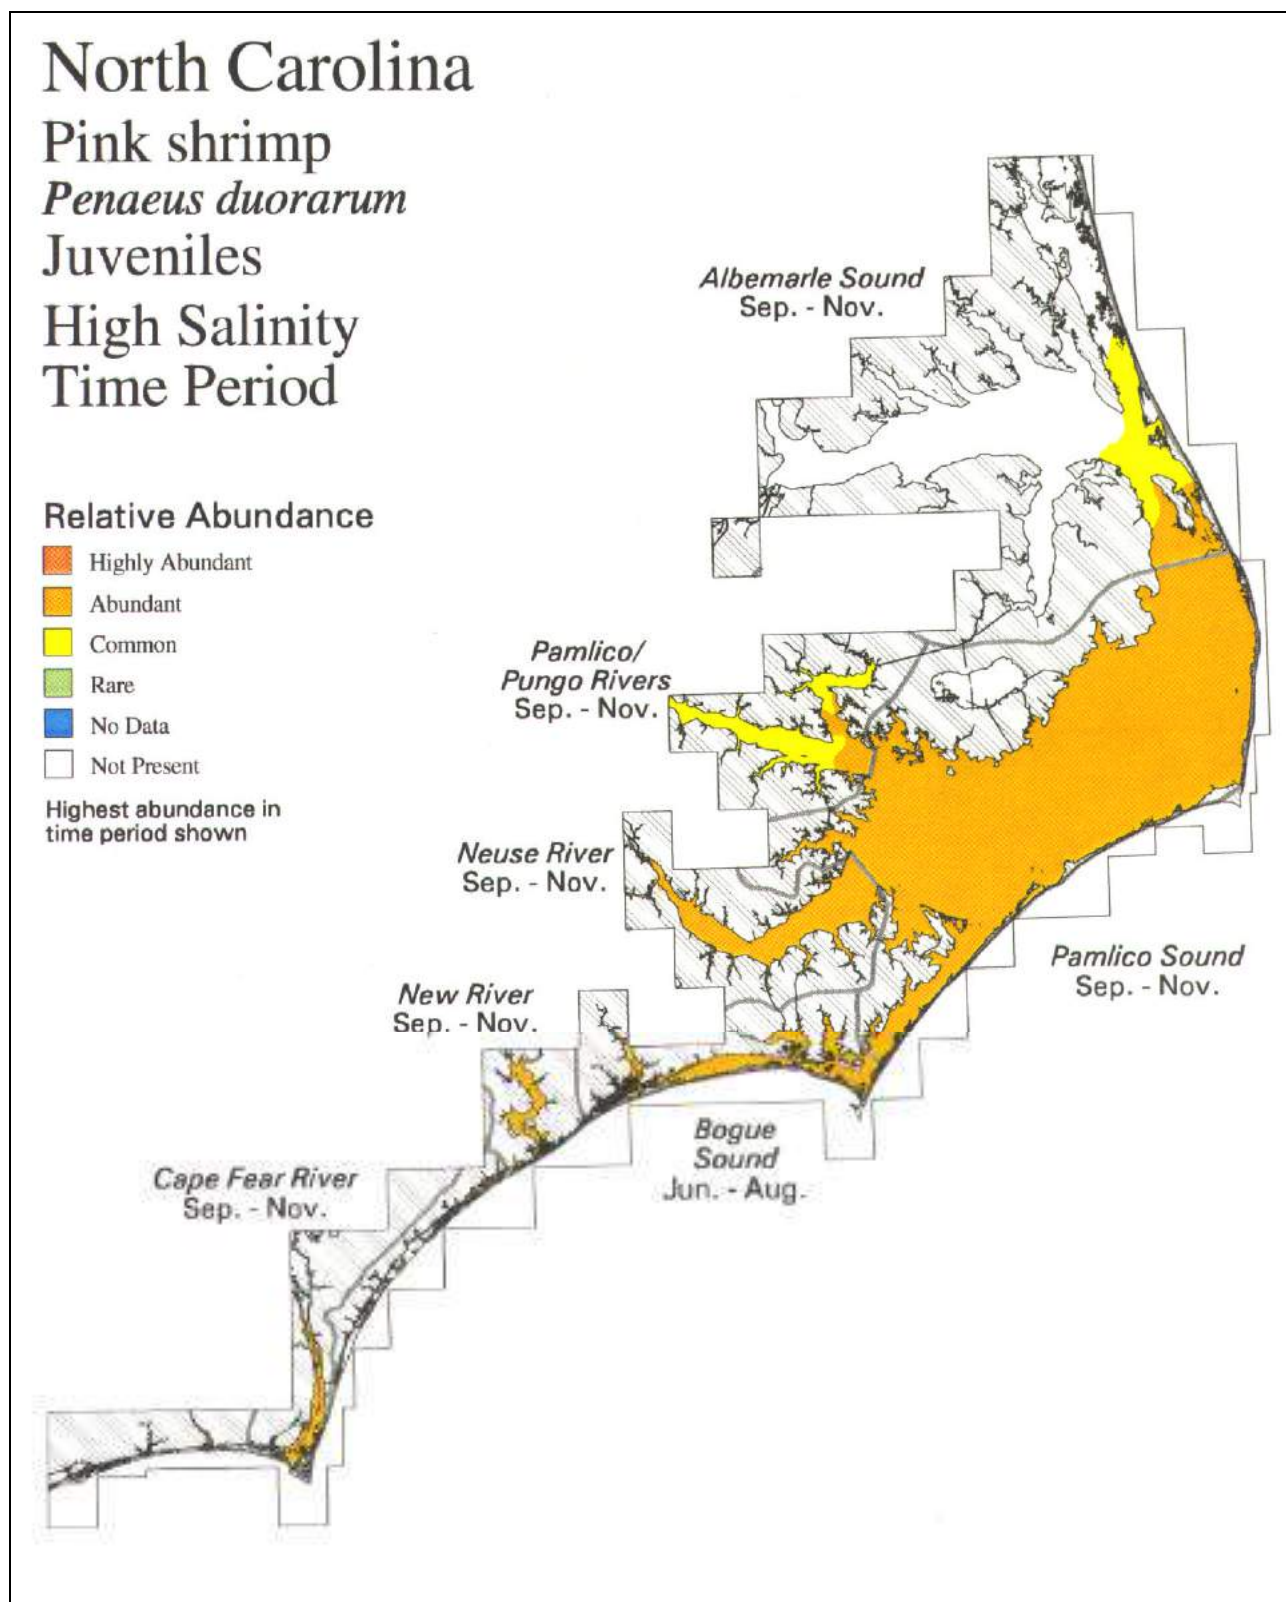 North Carolina
Pink shrimp
Penaeus duorarum
Juveniles
High Salinity
Time Period
Relative Abundance
Highly Abundant
Abundant
Common
Rare
No Data
Not Present
Highest abundance in
time period shown
Albemarle Sound
Sep. - Nov.
Pamlico/
Pungo Rivers
Sep. - Nov.
Neuse River
Sep. - Nov.
Pamlico Sound
Sep. - Nov.
New River
Sep. - Nov.
Bogue
Sound
Jun. - Aug.
Cape Fear River
Sep. - Nov.